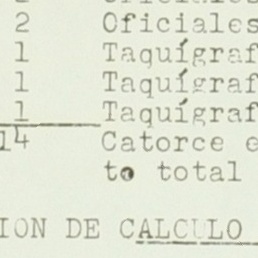 2 Oficiales
1 Taquígraf
1 Taquígraf
1 Taquígraf
14 Catorce e
to total
ION DE CALCULO